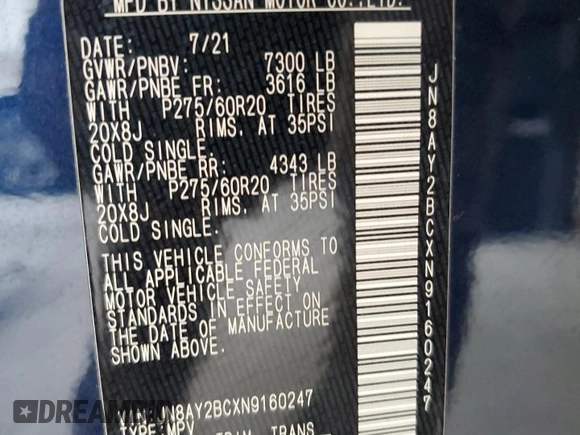 MFD BY NISSAN MOTOR CO.,LTD.
DATE: 7/21
GVWR/PNBV: 7300 LB
GAWR/PNBE FR: 3616 LB
WITH P275/60R20 TIRES
20X8J RIMS, AT 35PSI
COLD SINGLE.
GAWR/PNBE RR: 4343 LB
WITH P275/60R20 TIRES
20X8J RIMS, AT 35PSI
COLD SINGLE.
THIS VEHICLE CONFORMS TO
ALL APPLICABLE FEDERAL
MOTOR VEHICLE SAFETY
STANDARDS IN EFFECT ON
THE DATE OF MANUFACTURE
JN8AY2BCXN9160247
TYPE:MPV
TRIM TRANS
JN8AY2BCXN9160247